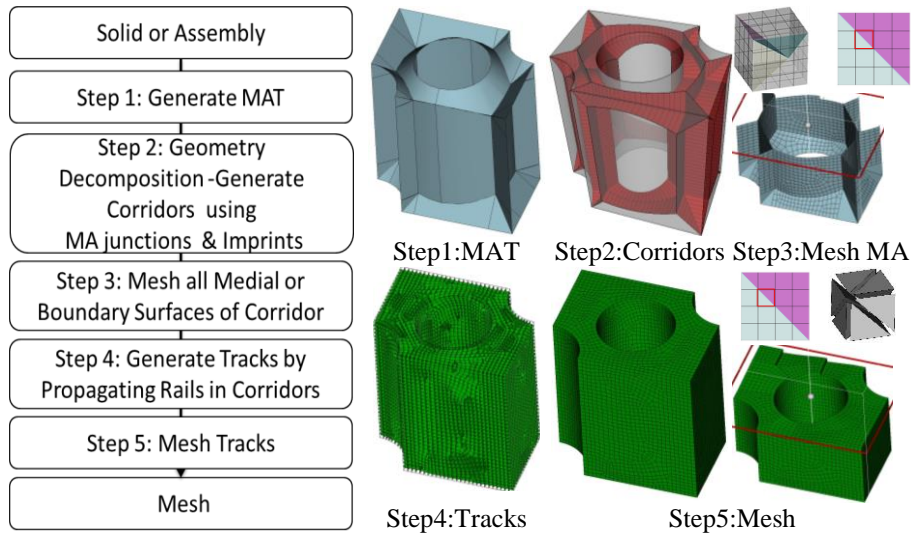 Solid or Assembly
Step 1: Generate MAT
Step 2: Geometry
Decomposition -Generate
Corridors using
MA junctions & Imprints
Step 3: Mesh all Medial or
Boundary Surfaces of Corridor
Step 4: Generate Tracks by
Propagating Rails in Corridors
Step 5: Mesh Tracks
Mesh
Step1:MAT
Step2:Corridors
Step3:Mesh MA
Step4:Tracks
Step5:Mesh